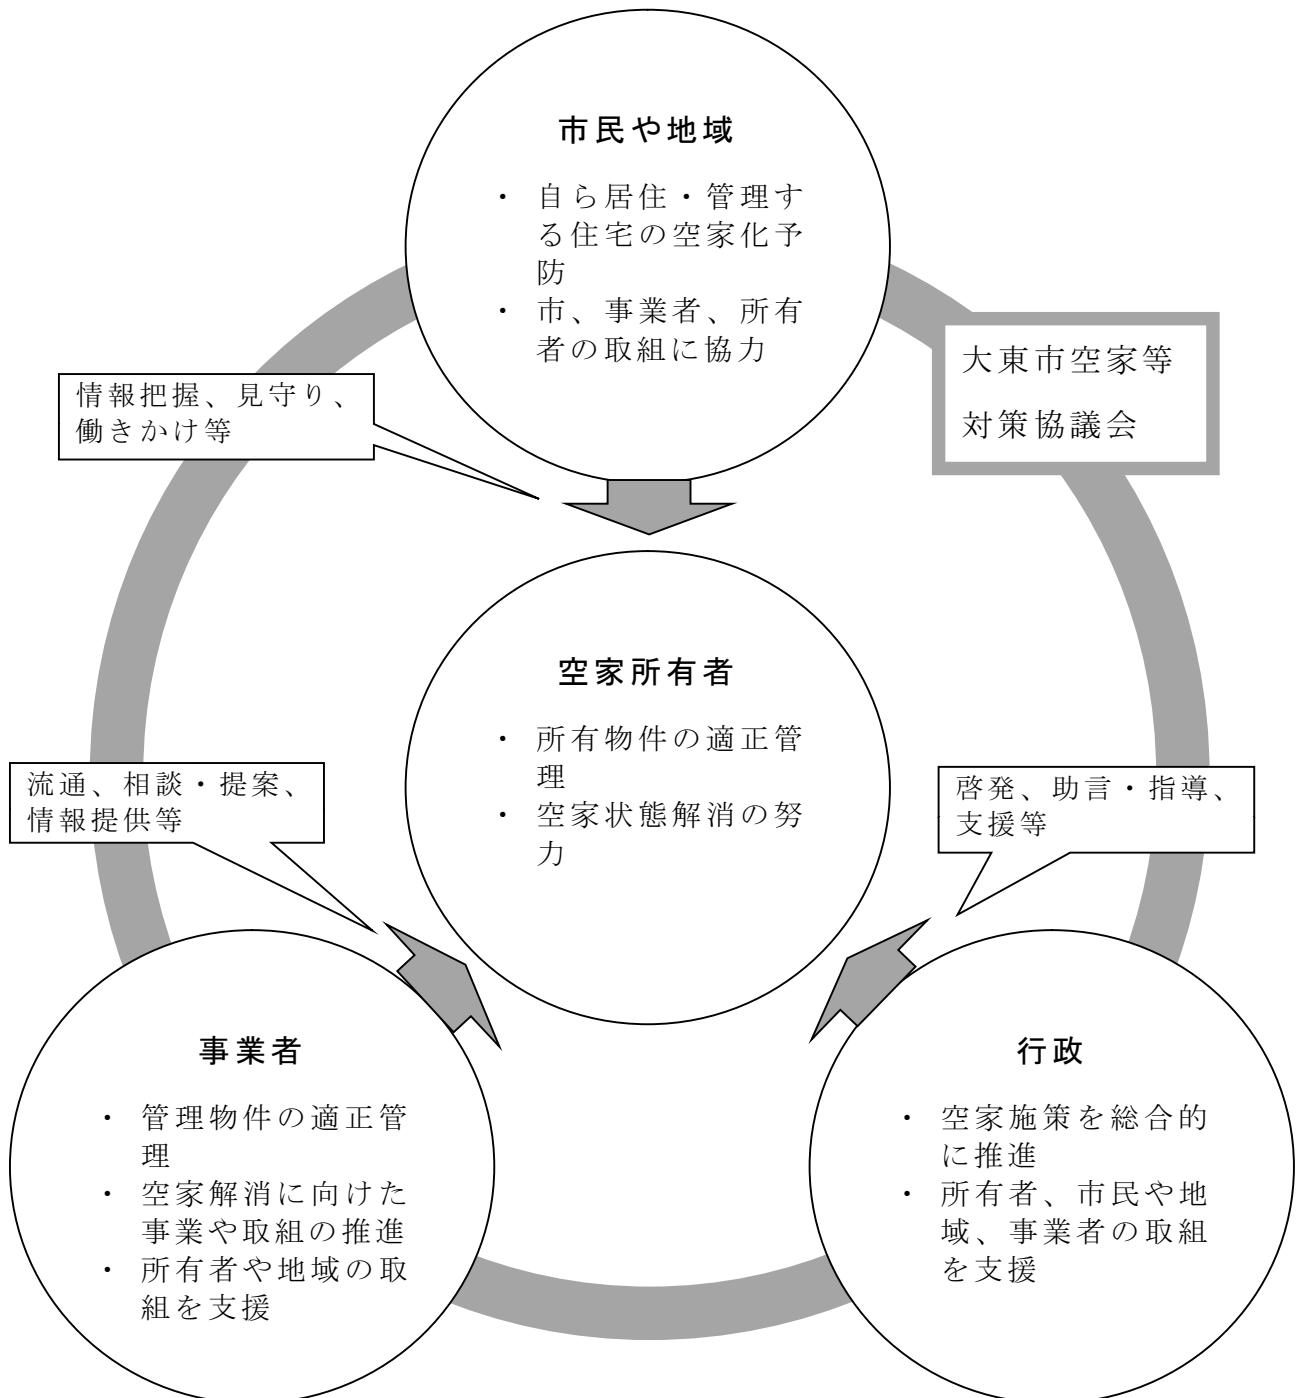 市民や地域
・ 自ら居住・管理す
る住宅の空家化予
防
・ 市、事業者、所有
者の取組に協力
大東市空家等
対策協議会
情報把握、見守り、
働きかけ等
空家所有者
・ 所有物件の適正管
理
・ 空家状態解消の努
力
流通、相談・提案、
情報提供等
啓発、助言・指導、
支援等
事業者
・ 管理物件の適正管
理
・ 空家解消に向けた
事業や取組の推進
・ 所有者や地域の取
組を支援
行政
・ 空家施策を総合的
に推進
・ 所有者、市民や地
域、事業者の取組
を支援